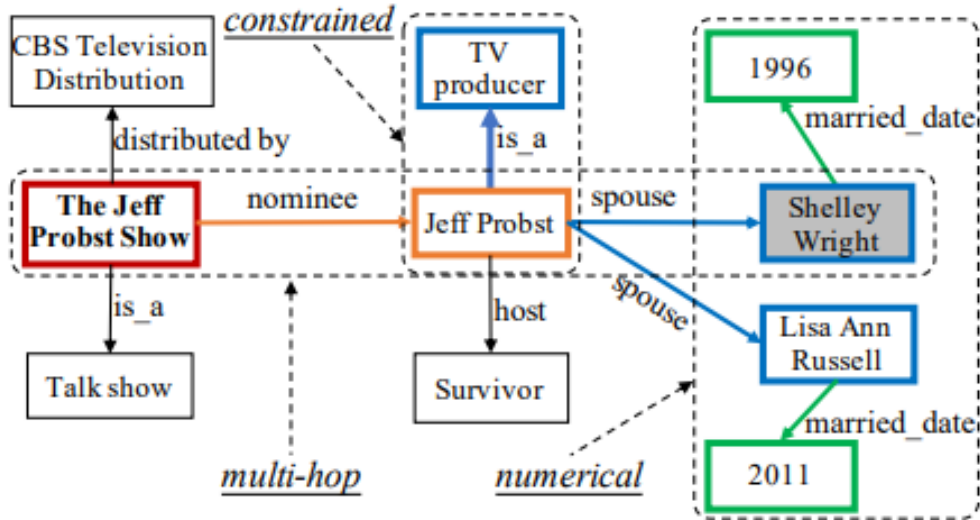 CBS Television
Distribution
constrained
TV
producer
1996
married_date
distributed by
is_a
The Jeff
Probst Show
nominee
Jeff Probst
spouse
Shelley
Wright
is_a
host
spouse
Lisa Ann
Russell
Talk show
Survivor
married_date
multi-hop
numerical
2011